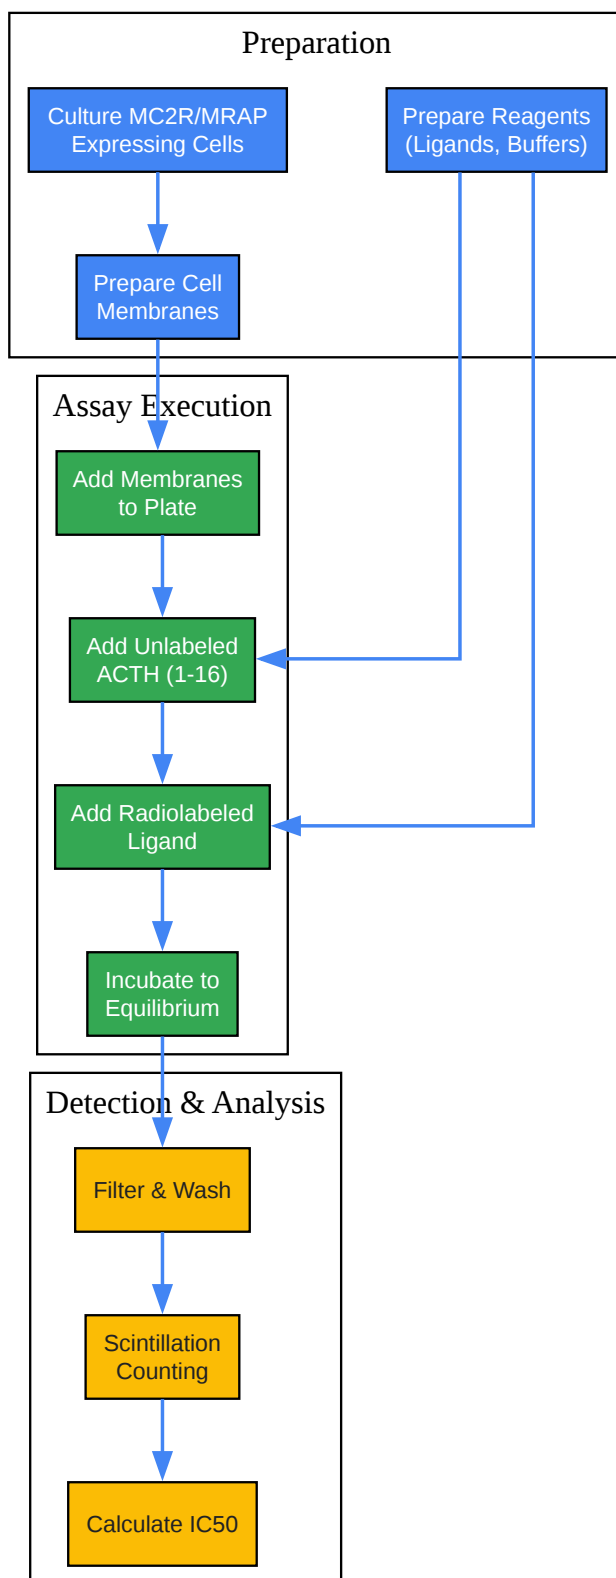 Preparation
Culture MC2R/MRAP
Expressing Cells
Prepare Reagents
(Ligands, Buffers)
Prepare Cell
Membranes
Assay Execution
Add Membranes
to Plate
Add Unlabeled
ACTH (1-16)
Add Radiolabeled
Ligand
Incubate to
Equilibrium
Detection & Analysis
Filter & Wash
Scintillation
Counting
Calculate IC50